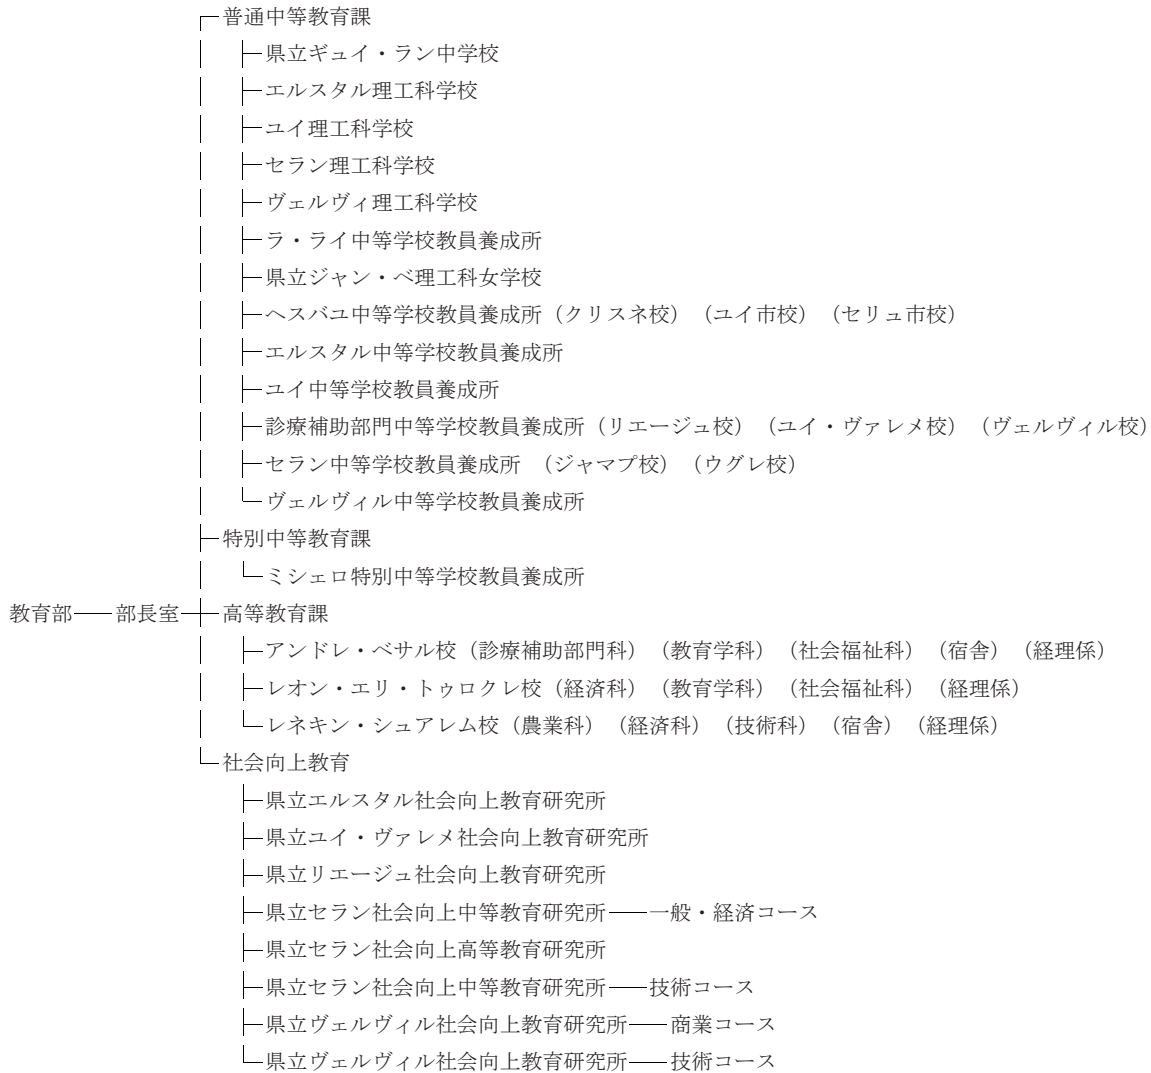 普通中等教育課
県立ギュイ・ラン中学校
エルスタル理工科学校
ユイ理工科学校
セラン理工科学校
ヴェルヴィ理工科学校
ラ・ライ中等学校教員養成所
県立ジャン・ベ理工科女学校
ヘスバユ中等学校教員養成所（クリスネ校）（ユイ市校）（セリュ市校）
エルスタル中等学校教員養成所
ユイ中等学校教員養成所
診療補助部門中等学校教員養成所（リエージュ校）（ユイ・ヴァレメ校）（ヴェルヴィル校）
セラン中等学校教員養成所 （ジャマプ校）（ウグレ校）
ヴェルヴィル中等学校教員養成所
特別中等教育課
ミシェロ特別中等学校教員養成所
教育部 部長室 高等教育課
アンドレ・ベサル校（診療補助部門科）（教育学科）（社会福祉科）（宿舎）（経理係）
レオン・エリ・トゥロクレ校（経済科）（教育学科）（社会福祉科）（経理係）
レネキン・シュアレム校（農業科）（経済科）（技術科）（宿舎）（経理係）
社会向上教育
県立エルスタル社会向上教育研究所
県立ユイ・ヴァレメ社会向上教育研究所
県立リエージュ社会向上教育研究所
県立セラン社会向上中等教育研究所 一般・経済コース
県立セラン社会向上高等教育研究所
県立セラン社会向上中等教育研究所 技術コース
県立ヴェルヴィル社会向上教育研究所 商業コース
県立ヴェルヴィル社会向上教育研究所 技術コース